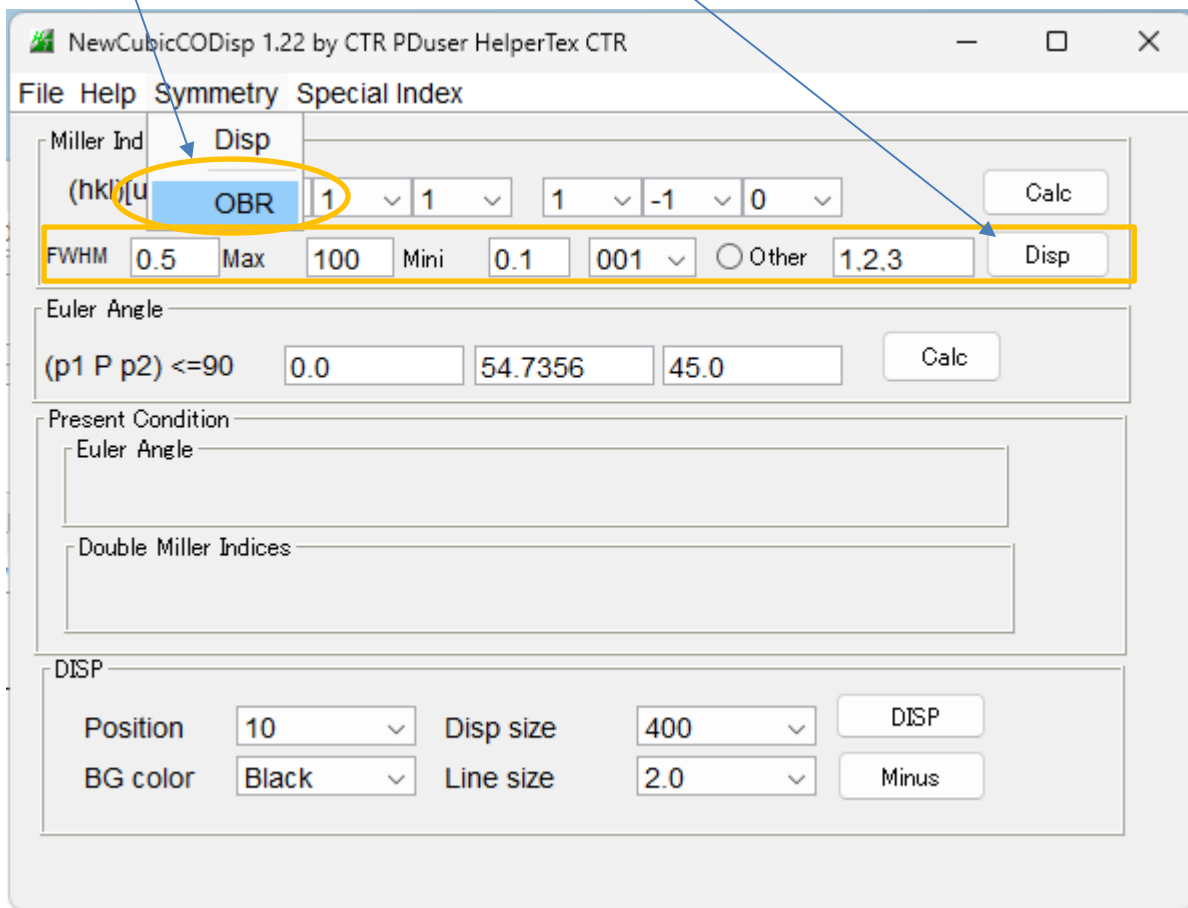 NewCubicCODisp 1.22 by CTR PDuser HelperTex CTR
File Help Symmetry Special Index
Miller Ind
Disp
(hkl)[u
OBR
1 1 1 -1 0 Calc
FWHM 0.5 Max 100 Mini 0.1 001 Other 1,2,3 Disp
Euler Angle
(p1 P p2) <=90 0.0 54.7356 45.0 Calc
Present Condition
Euler Angle
Double Miller Indices
DISP
Position 10 Disp size 400 DISP
BG color Black Line size 2.0 Minus